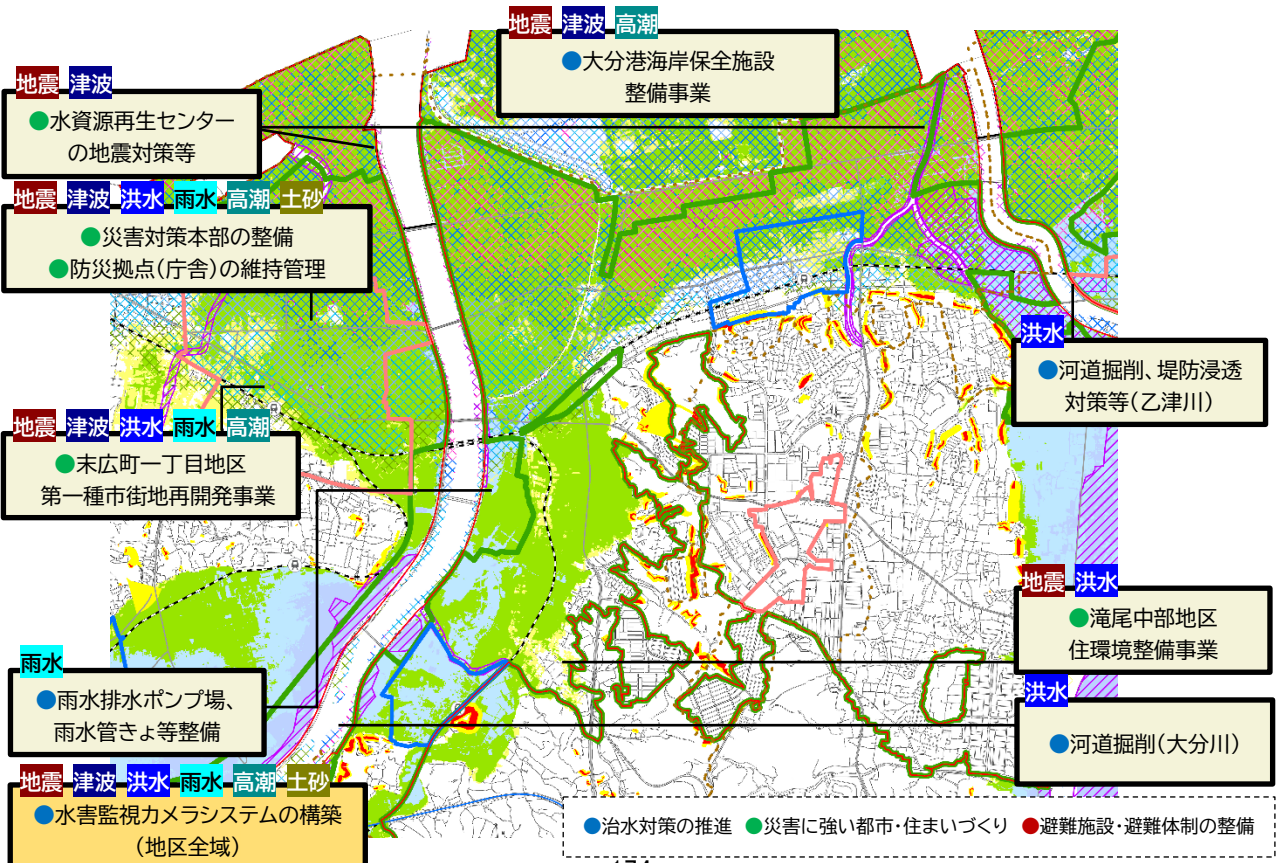 地震 津波 高潮
●大分港海岸保全施設
整備事業
地震 津波
●水資源再生センター
の地震対策等
地震 津波 洪水 雨水 高潮 土砂
●災害対策本部の整備
●防災拠点(庁舎)の維持管理
洪水
●河道掘削、堤防浸透
対策等(乙津川)
地震 津波 洪水 雨水 高潮
●末広町一丁目地区
第一種市街地再開発事業
地震 洪水
●滝尾中部地区
住環境整備事業
雨水
●雨水排水ポンプ場、
雨水管きょ等整備
洪水
●河道掘削(大分川)
地震 津波 洪水 雨水 高潮 土砂
●水害監視カメラシステムの構築
(地区全域)
●治水対策の推進 ●災害に強い都市・住まいづくり ●避難施設・避難体制の整備